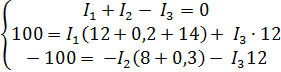 I₁ + I₂ − I₃ = 0
100 = I₁(12 + 0,2 + 14) + I₃ · 12
−100 = −I₂(8 + 0,3) − I₃12